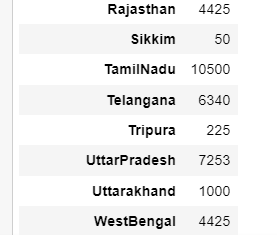 Rajasthan 4425
Sikkim 50
TamilNadu 10500
Telangana 6340
Tripura 225
UttarPradesh 7253
Uttarakhand 1000
WestBengal 4425